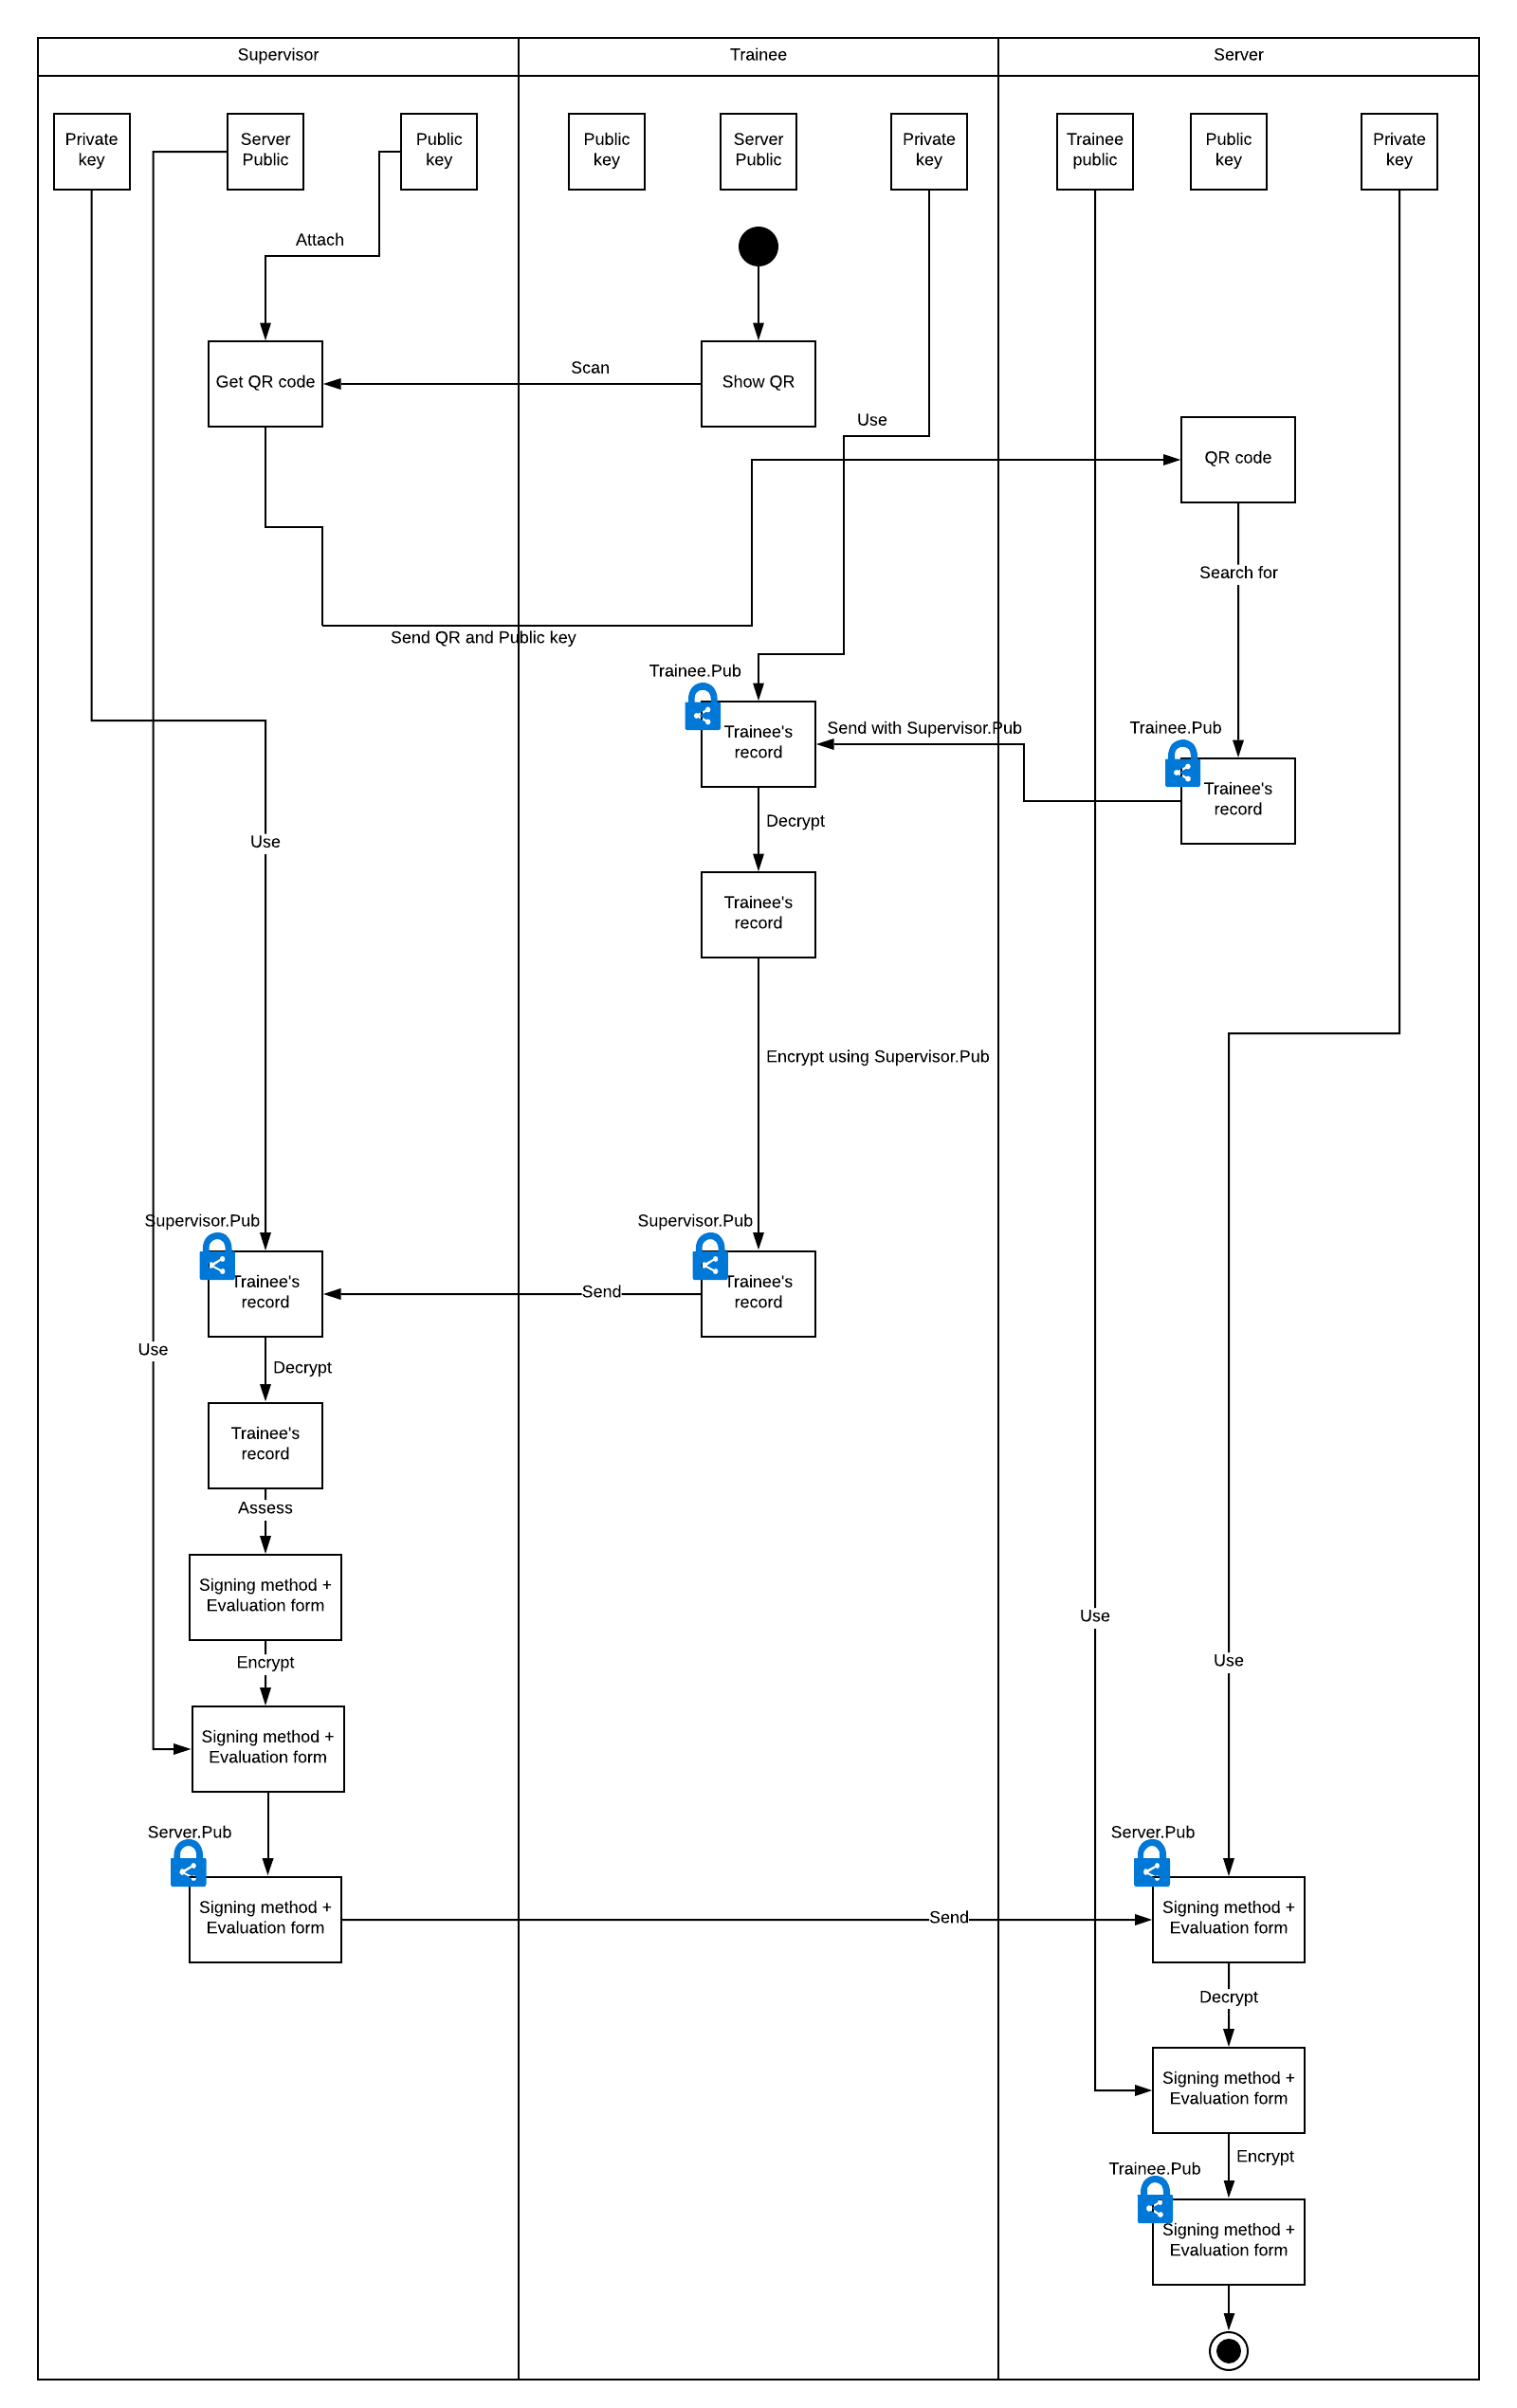 Supervisor
Trainee
Server
Private
key
Server
Public
Public
key
Public
key
Server
Public
Private
key
Trainee
public
Public
key
Private
key
Attach
Get QR code
Scan
Show QR
Use
QR code
Search for
Send QR and Public key
Trainee.Pub
Trainee's
record
Send with Supervisor.Pub
Trainee.Pub
Trainee's
record
Use
Decrypt
Trainee's
record
Encrypt using Supervisor.Pub
Supervisor.Pub
Trainee's
record
Send
Supervisor.Pub
Trainee's
record
Use
Decrypt
Trainee's
record
Assess
Signing method +
Evaluation form
Encrypt
Use
Use
Signing method +
Evaluation form
Server.Pub
Signing method +
Evaluation form
Send
Server.Pub
Signing method +
Evaluation form
Decrypt
Signing method +
Evaluation form
Encrypt
Trainee.Pub
Signing method +
Evaluation form